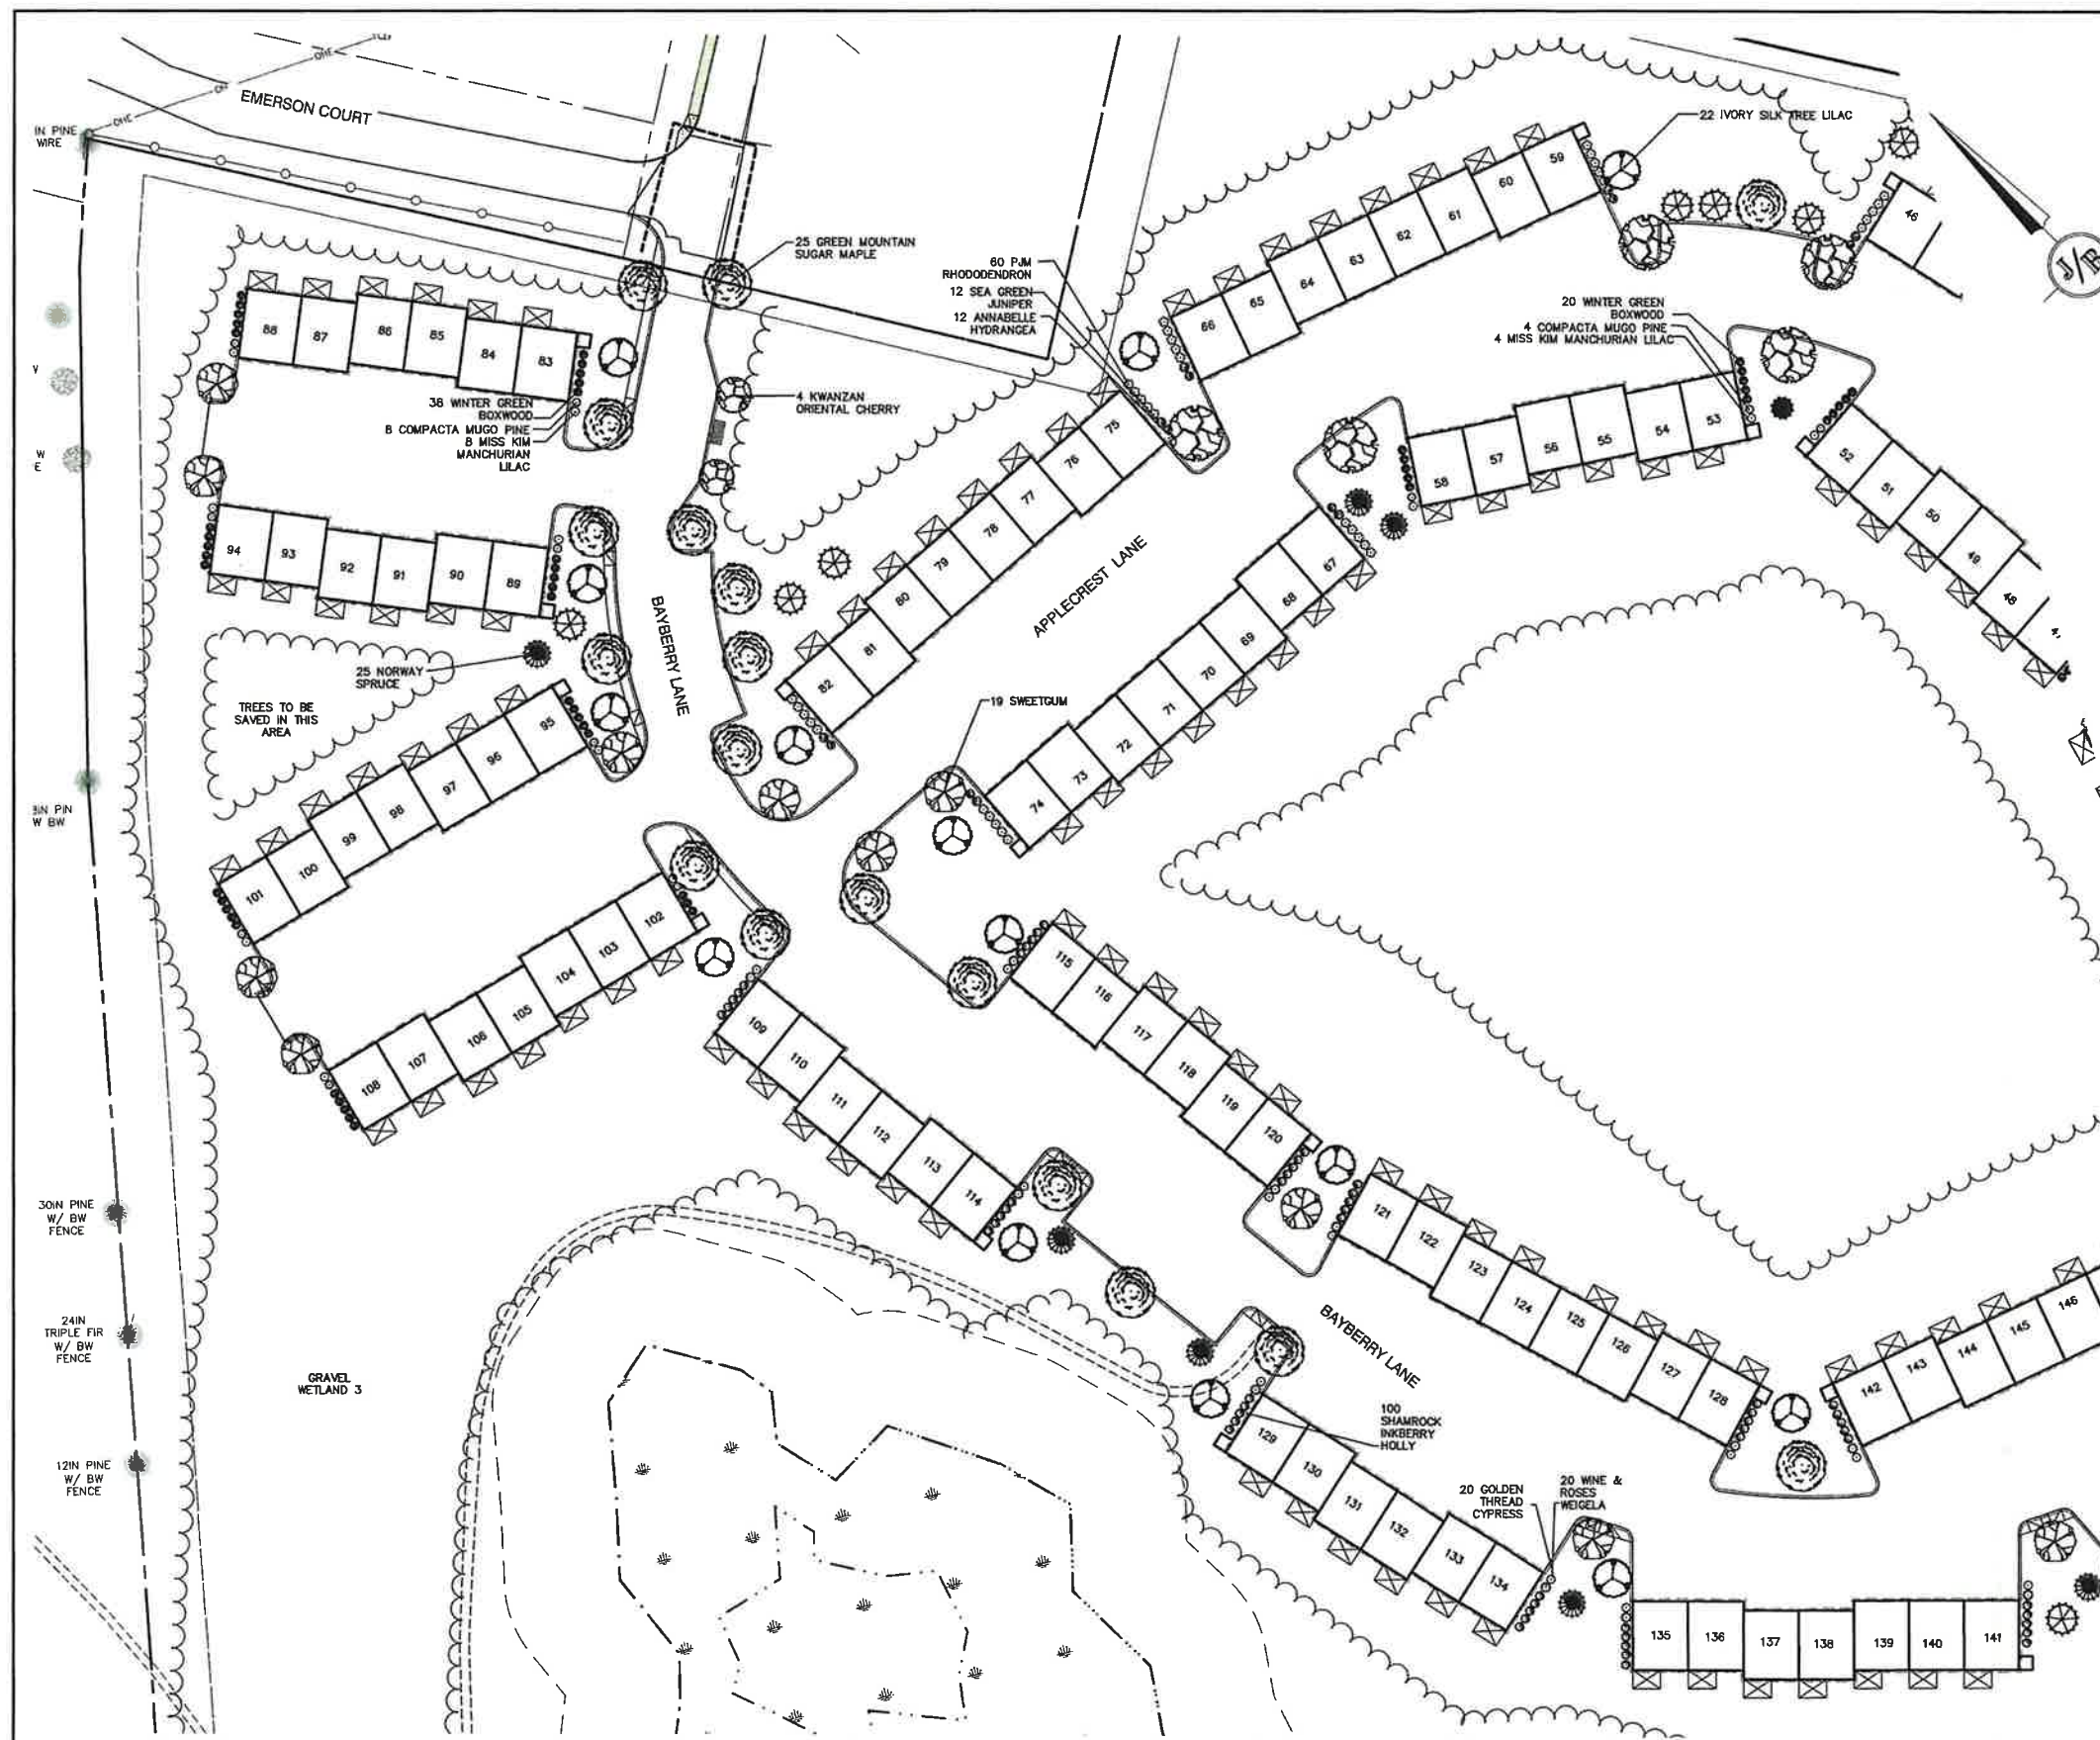 OHE
OHE
EMERSON COURT
OHE
IN PINE
WIRE
22 IVORY SILK TREE LILAC
59
60
61
62
63
64
65
66
46
J/B
25 GREEN MOUNTAIN
SUGAR MAPLE
60 PJM
RHODODENDRON
12 SEA GREEN
JUNIPER
12 ANNABELLE
HYDRANGEA
20 WINTER GREEN
BOXWOOD
4 COMPACTA MUGO PINE
4 MISS KIM MANCHURIAN LILAC
88
87
86
85
84
83
V
38 WINTER GREEN
BOXWOOD
8 COMPACTA MUGO PINE
8 MISS KIM
MANCHURIAN
LILAC
4 KWANZAN
ORIENTAL CHERRY
W
E
75
76
77
78
79
80
81
82
58
57
56
55
54
53
52
51
50
49
48
94
93
92
91
90
89
BAYBERRY LANE
APPLECREST LANE
67
68
69
70
71
72
73
74
25 NORWAY
SPRUCE
TREES TO BE
SAVED IN THIS
AREA
19 SWEETGUM
95
96
97
98
99
100
101
3IN PIN
W BW
102
103
104
105
106
107
108
109
110
111
112
113
114
115
116
117
118
119
120
30IN PINE
W/ BW
FENCE
121
122
123
124
125
126
127
128
24IN
TRIPLE FIR
W/ BW
FENCE
GRAVEL
WETLAND 3
BAYBERRY LANE
142
143
144
145
146
100
SHAMROCK
INKBERRY
HOLLY
12IN PINE
W/ BW
FENCE
129
130
131
132
133
134
20 GOLDEN
THREAD
CYPRESS
20 WINE &
ROSES
WEIGELA
135
136
137
138
139
140
141